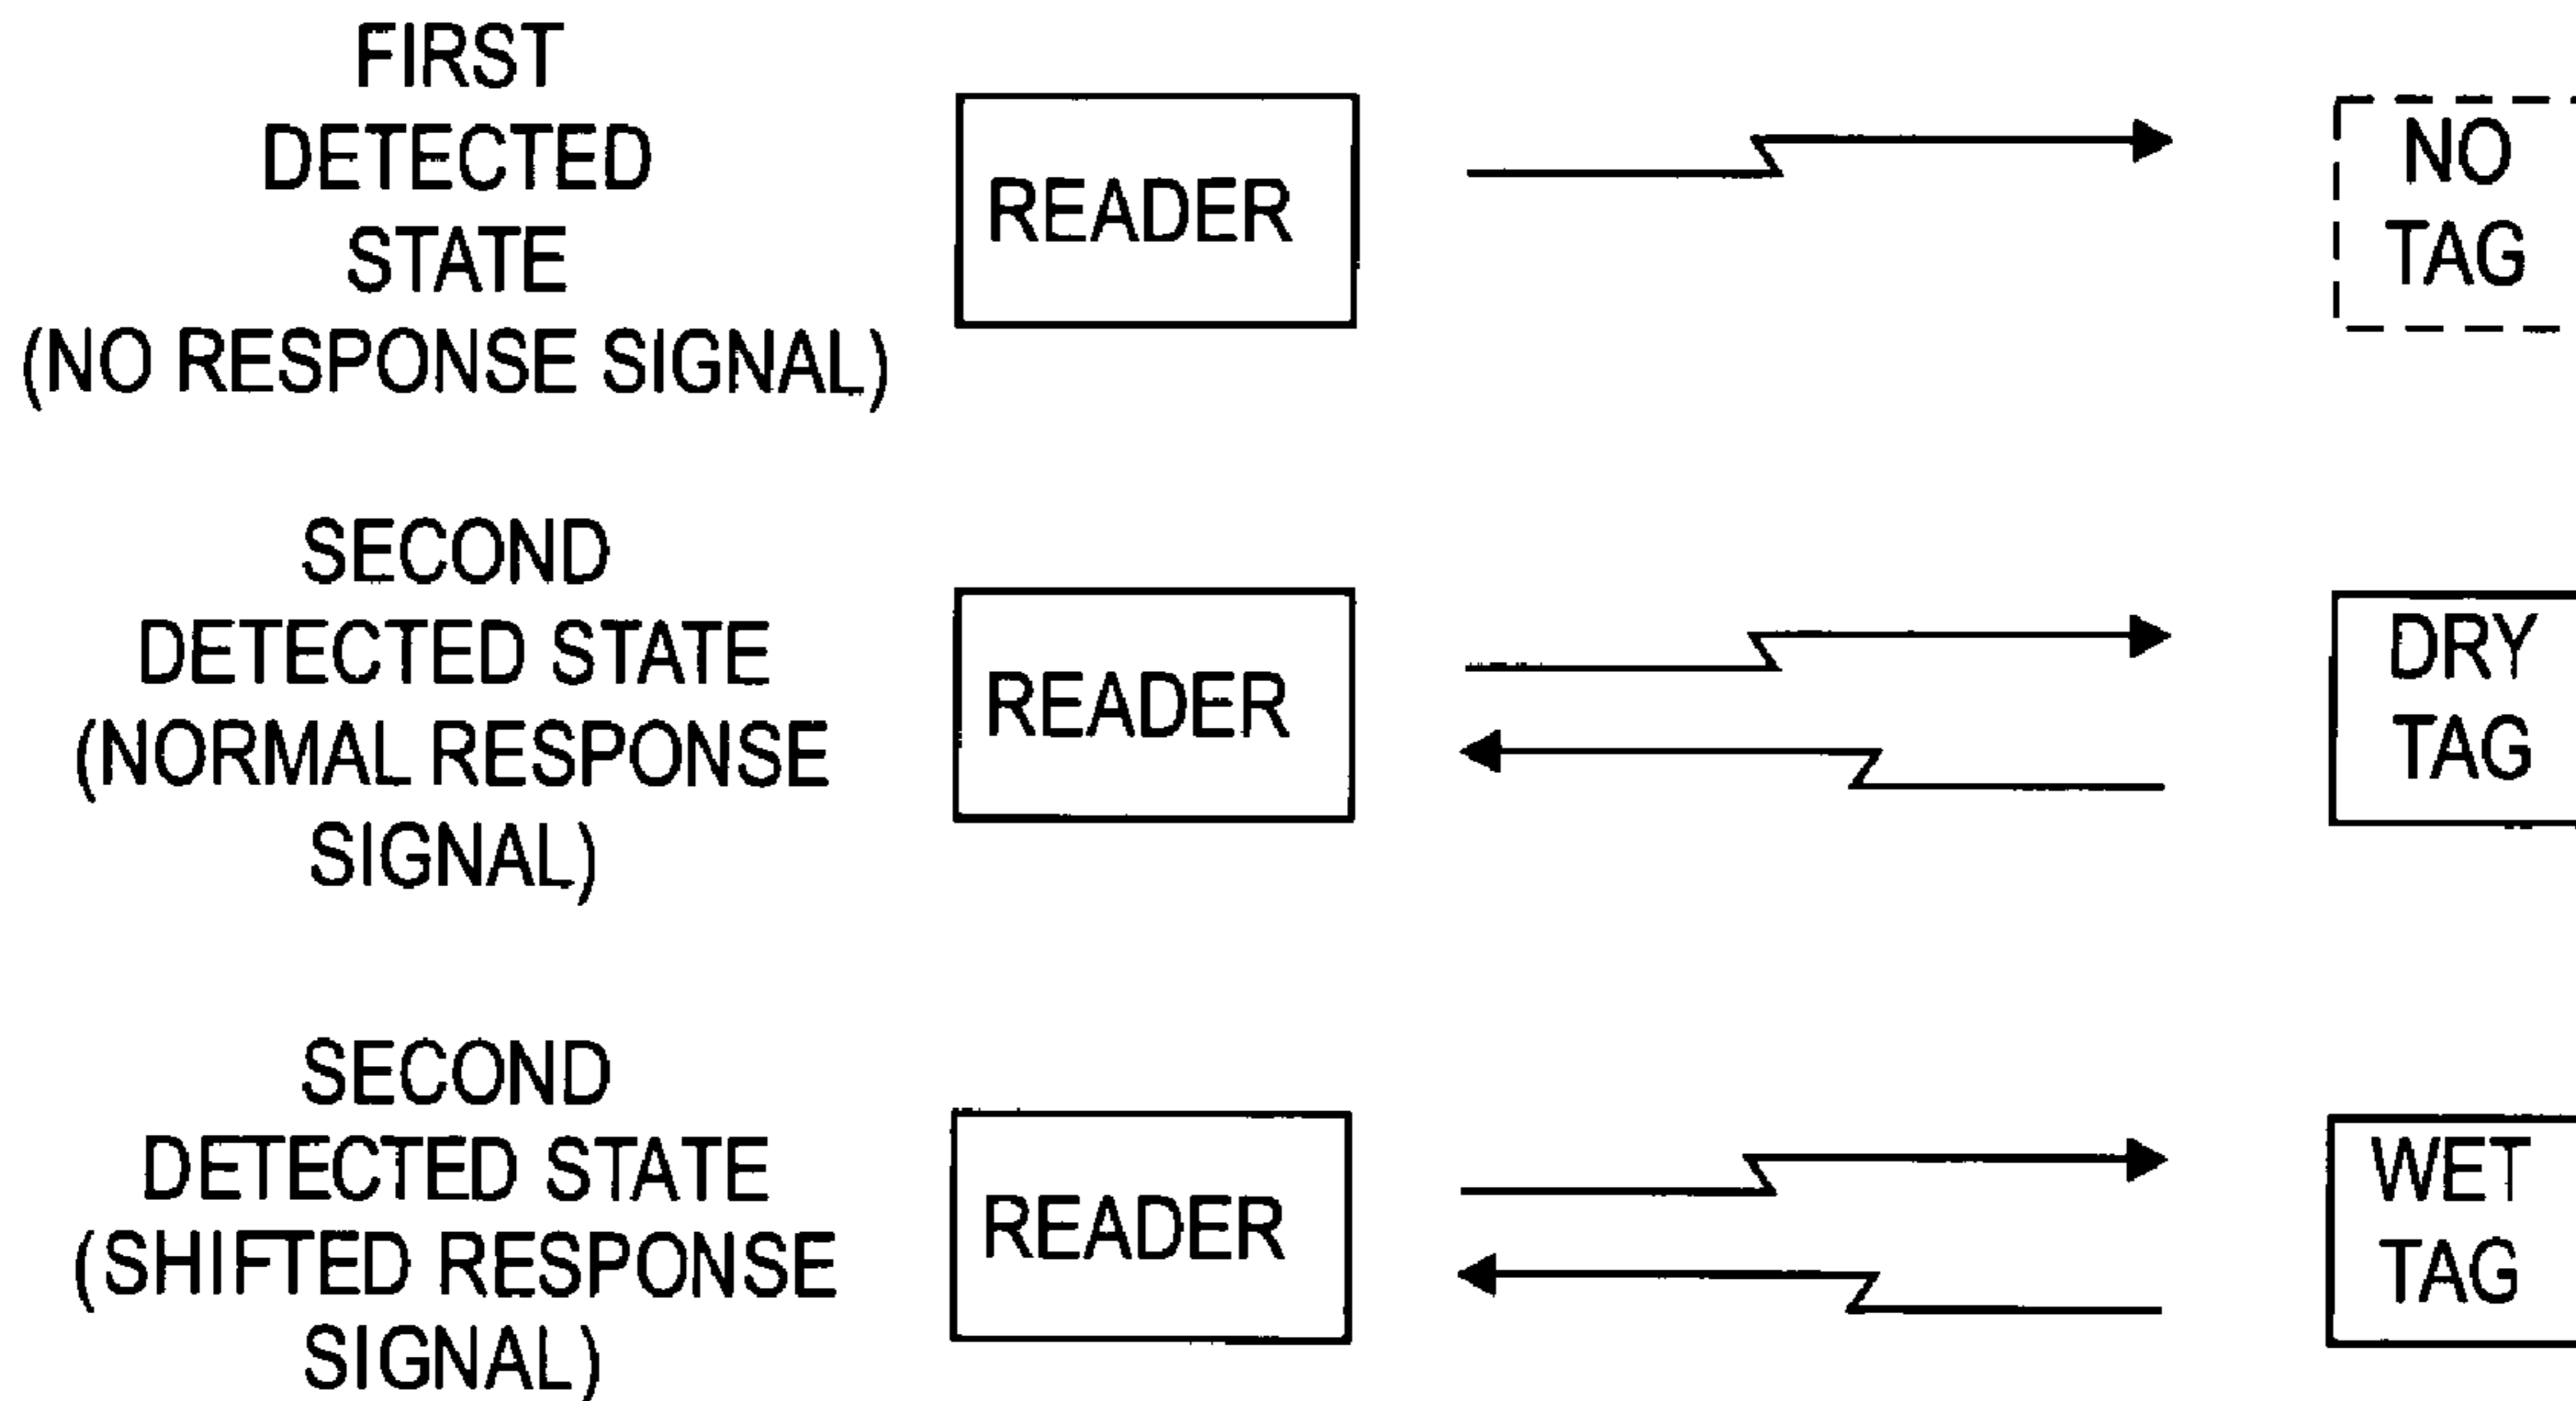 FIRST
DETECTED
STATE
(NO RESPONSE SIGNAL)
READER
NO
TAG
SECOND
DETECTED STATE
(NORMAL RESPONSE
SIGNAL)
READER
DRY
TAG
SECOND
DETECTED STATE
(SHIFTED RESPONSE
SIGNAL)
READER
WET
TAG